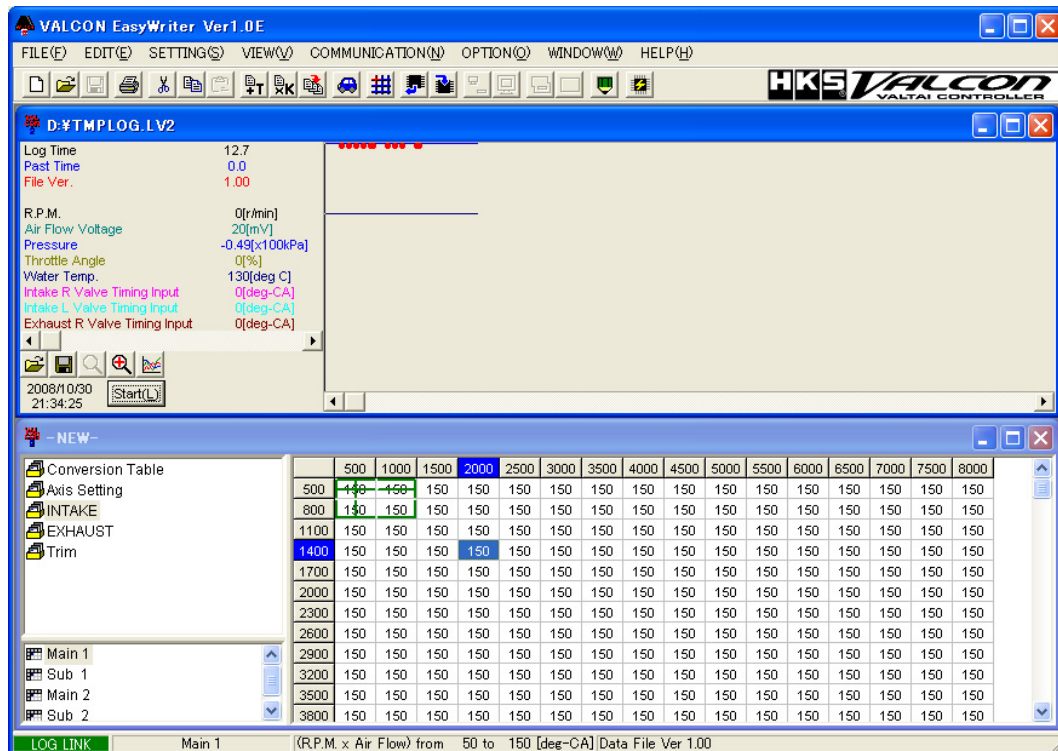 VALCON EasyWriter Ver1.0E
FILE(F) EDIT(E) SETTING(S) VIEW(V) COMMUNICATION(N) OPTION(O) WINDOW(W) HELP(H)
HKS VALCON
VALTAI CONTROLLER
D:¥TMPLOG.LV2
Log Time 12.7
Past Time 0.0
File Ver. 1.00
R.P.M. 0[r/min]
Air Flow Voltage 20[mV]
Pressure -0.49[x100kPa]
Throttle Angle 0[%]
Water Temp. 130[deg C]
Intake R Valve Timing Input 0[deg-CA]
Intake L Valve Timing Input 0[deg-CA]
Exhaust R Valve Timing Input 0[deg-CA]
2008/10/30
21:34:25
Start(L)
-NEW-
Conversion Table
Axis Setting
INTAKE
EXHAUST
Trim
Main 1
Sub 1
Main 2
Sub 2
500 1000 1500 2000 2500 3000 3500 4000 4500 5000 5500 6000 6500 7000 7500 8000
500 150 150 150 150 150 150 150 150 150 150 150 150 150 150 150 150
800 150 150 150 150 150 150 150 150 150 150 150 150 150 150 150 150
1100 150 150 150 150 150 150 150 150 150 150 150 150 150 150 150 150
1400 150 150 150 150 150 150 150 150 150 150 150 150 150 150 150 150
1700 150 150 150 150 150 150 150 150 150 150 150 150 150 150 150 150
2000 150 150 150 150 150 150 150 150 150 150 150 150 150 150 150 150
2300 150 150 150 150 150 150 150 150 150 150 150 150 150 150 150 150
2600 150 150 150 150 150 150 150 150 150 150 150 150 150 150 150 150
2900 150 150 150 150 150 150 150 150 150 150 150 150 150 150 150 150
3200 150 150 150 150 150 150 150 150 150 150 150 150 150 150 150 150
3500 150 150 150 150 150 150 150 150 150 150 150 150 150 150 150 150
3800 150 150 150 150 150 150 150 150 150 150 150 150 150 150 150 150
LOG LINK Main 1 (R.P.M. x Air Flow) from 50 to 150 [deg-CA] Data File Ver 1.00